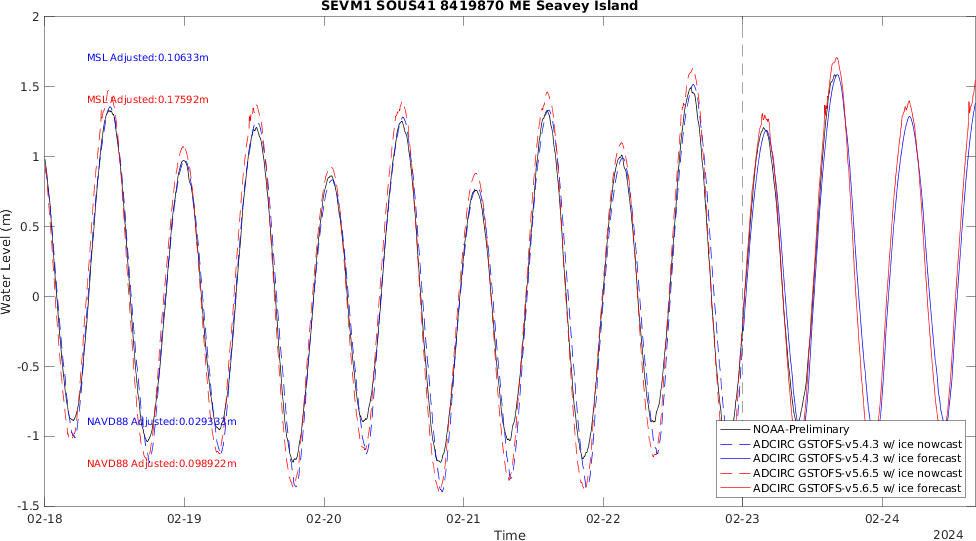 SEVM1 SOUS41 8419870 ME Seavey Island
2
MSL Adjusted:0.10633m
1.5
MSL Adjusted:0.17592m
1
0.5
Water Level (m)
0
-0.5
NAVD88 Adjusted:0.029333m
-1
NOAA-Preliminary
ADCIRC GSTOFS-v5.4.3 w/ ice nowcast
ADCIRC GSTOFS-v5.4.3 w/ ice forecast
NAVD88 Adjusted:0.098922m
ADCIRC GSTOFS-v5.6.5 w/ ice nowcast
ADCIRC GSTOFS-v5.6.5 w/ ice forecast
-1.5
02-18 02-19 02-20 02-21 02-22 02-23 02-24
Time
2024